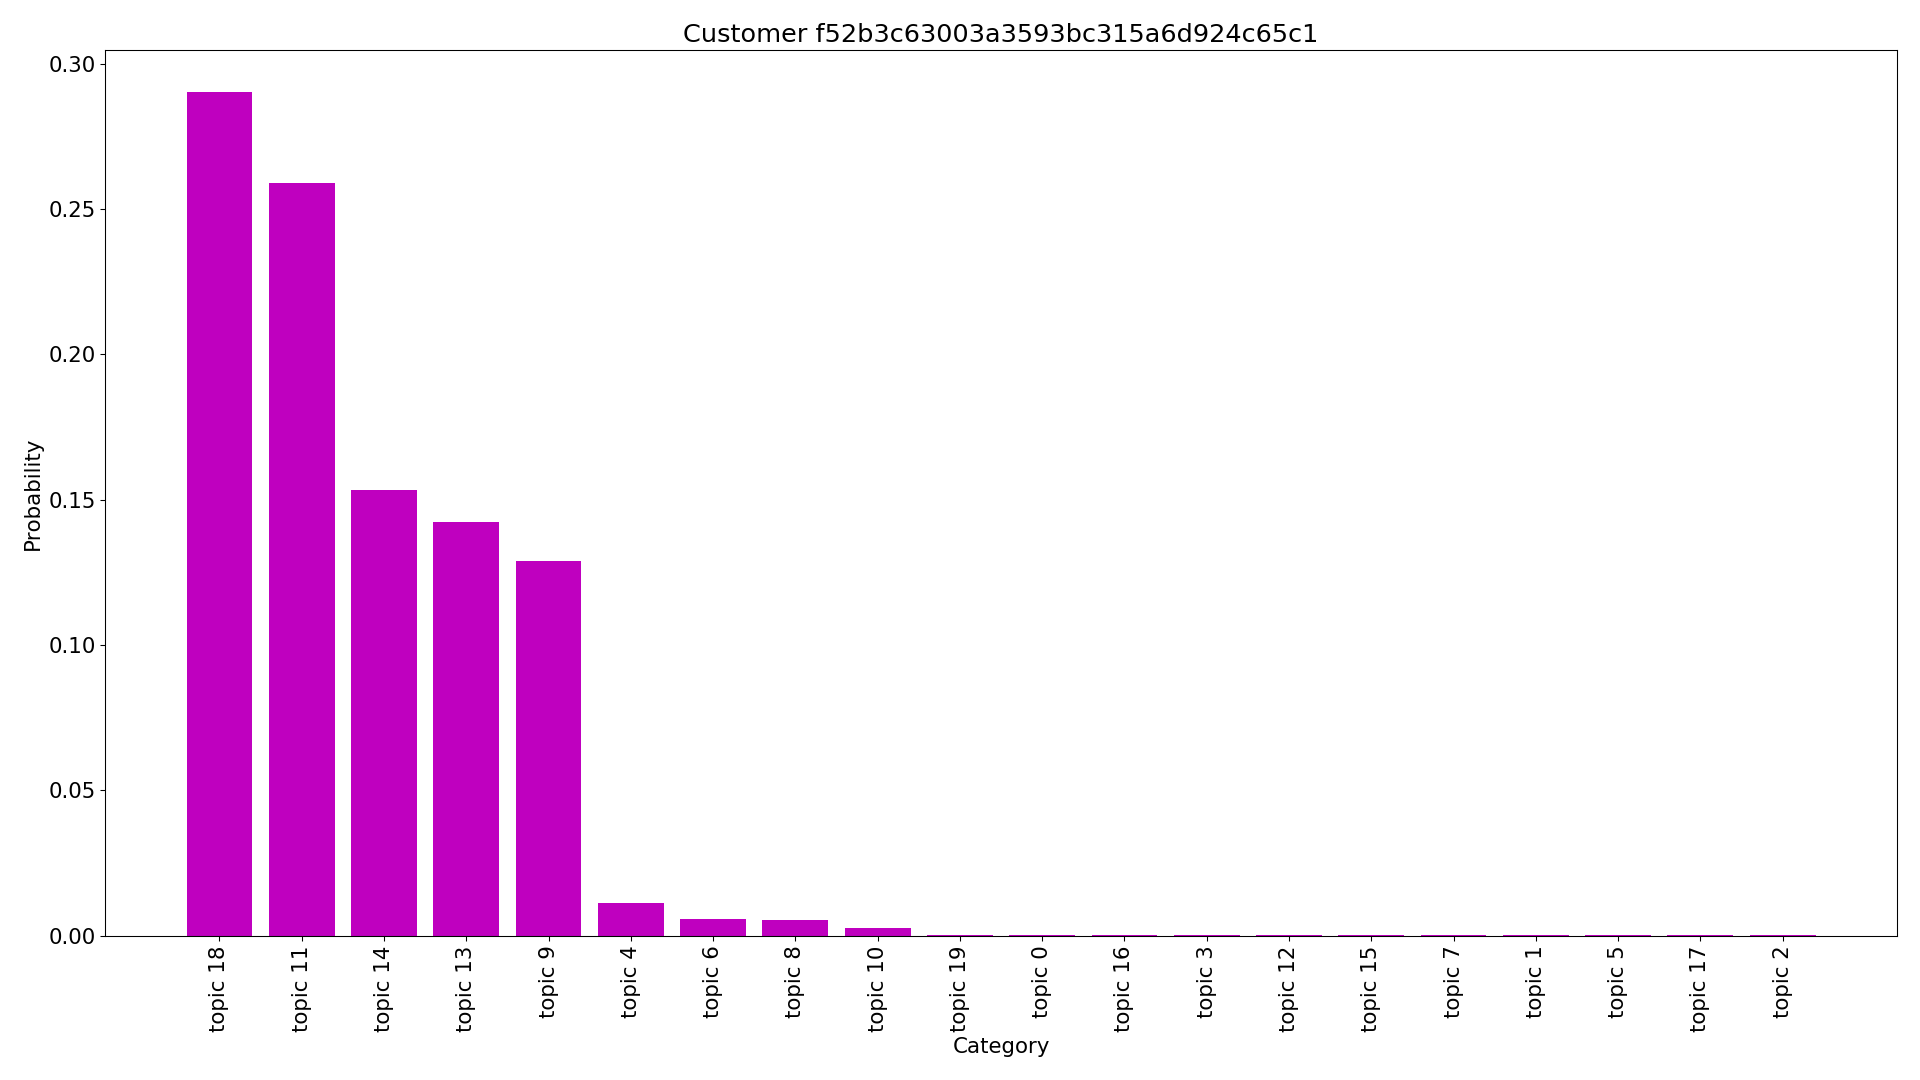 Customer f52b3c63003a3593bc315a6d924c65c1
Probability
0.30
0.25
0.20
0.15
0.10
0.05
0.00
topic 18
topic 11
topic 14
topic 13
topic 9
topic 4
topic 6
topic 8
topic 10
topic 19
topic 0
topic 16
topic 3
topic 12
topic 15
topic 7
topic 1
topic 5
topic 17
topic 2
Category